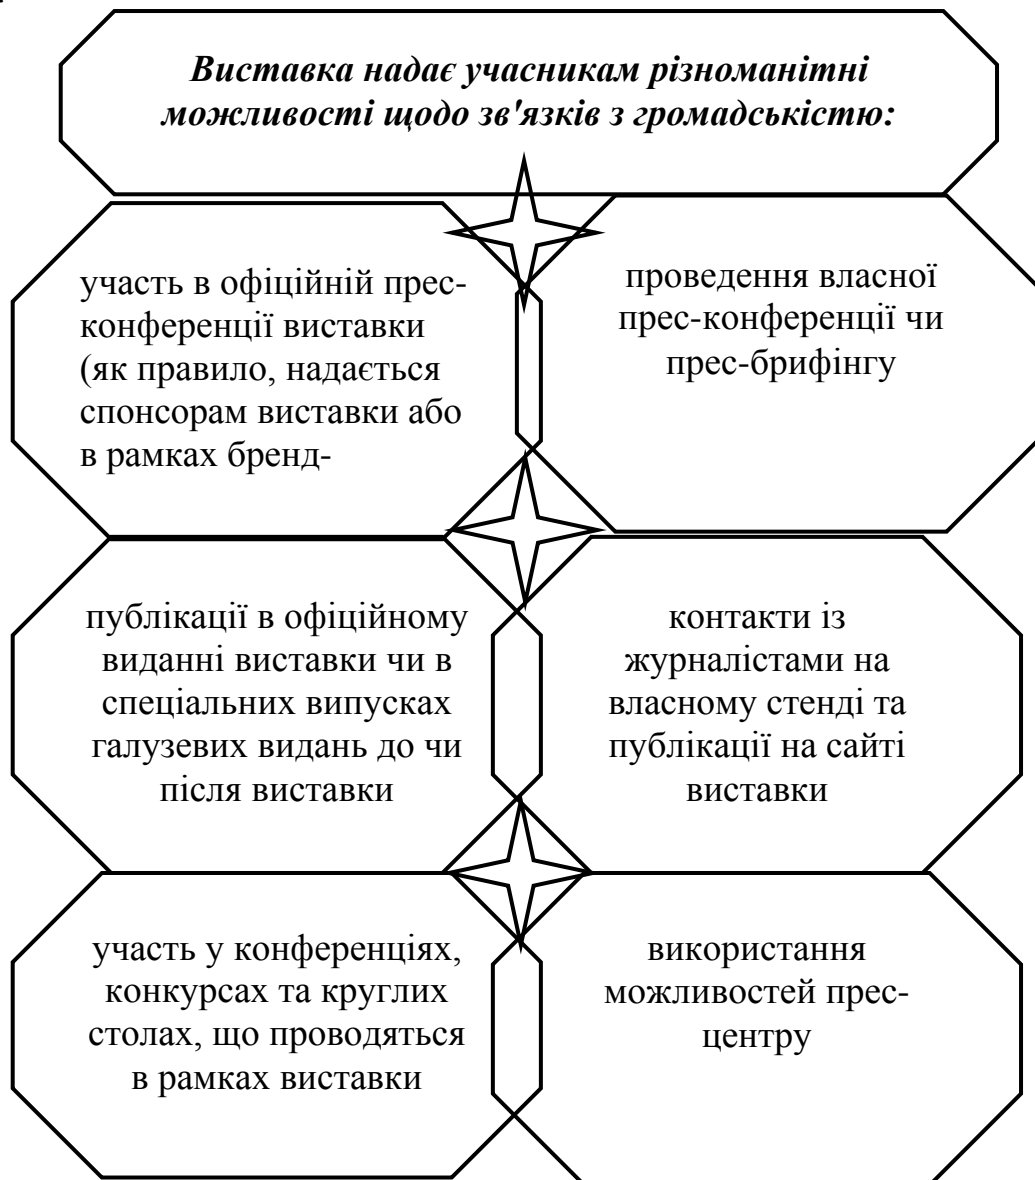 Виставка надає учасникам різноманітні
можливості щодо зв'язків з громадськістю:
участь в офіційній прес-
конференції виставки
(як правило, надається
спонсорам виставки або
в рамках бренд-
проведення власної
прес-конференції чи
прес-брифінгу
публікації в офіційному
виданні виставки чи в
спеціальних випусках
галузевих видань до чи
після виставки
контакти із
журналістами на
власному стенді та
публікації на сайті
виставки
участь у конференціях,
конкурсах та круглих
столах, що проводяться
в рамках виставки
використання
можливостей прес-
центру